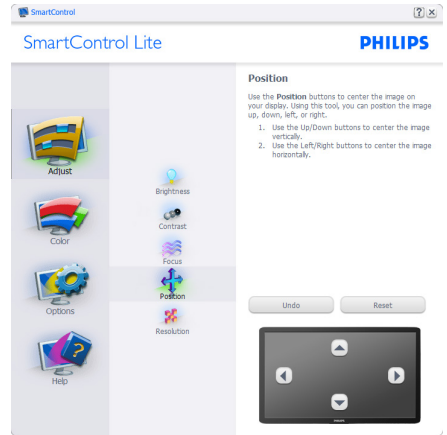 SmartControl
SmartControl Lite
PHILIPS
Adjust
Color
Options
Help
Brightness
Contrast
Focus
Position
Resolution
Position
Use the Position buttons to center the image on
your display. Using this tool, you can position the image
up, down, left, or right.
1. Use the Up/Down buttons to center the image
vertically.
2. Use the Left/Right buttons to center the image
horizontally.
Undo
Reset
PHILIPS